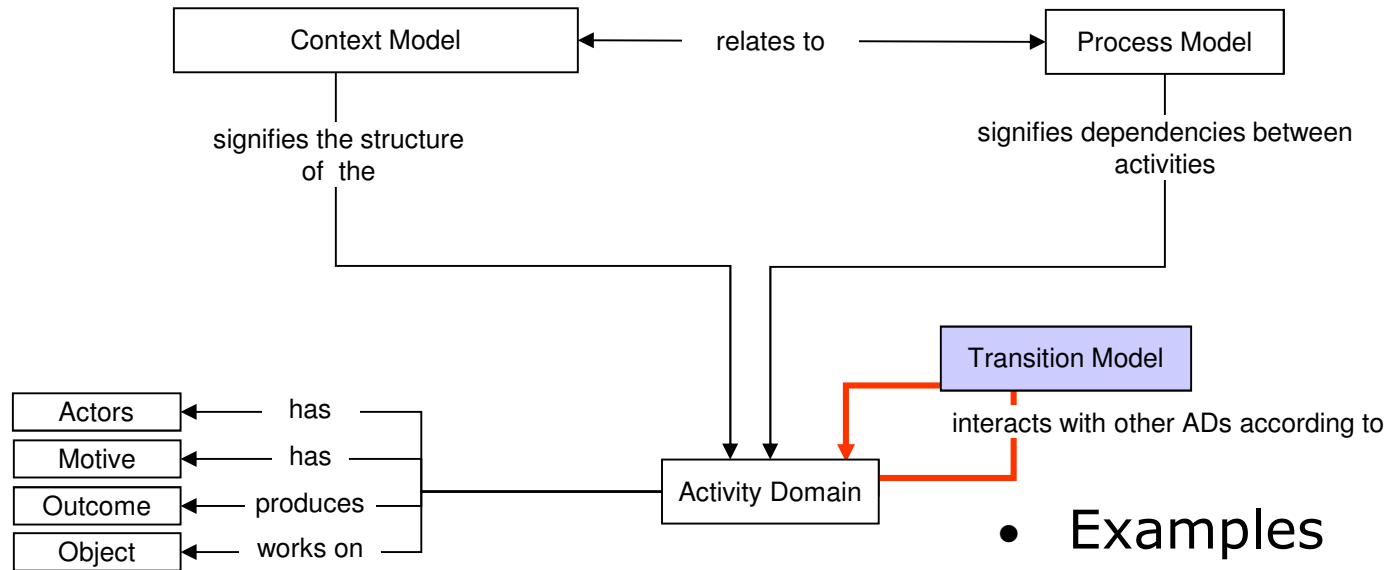 Context Model
relates to
Process Model
signifies the structure
of the
signifies dependencies between
activities
Transition Model
interacts with other ADs according to
Actors
has
Motive
has
Outcome
produces
Object
works on
Activity Domain
• Examples